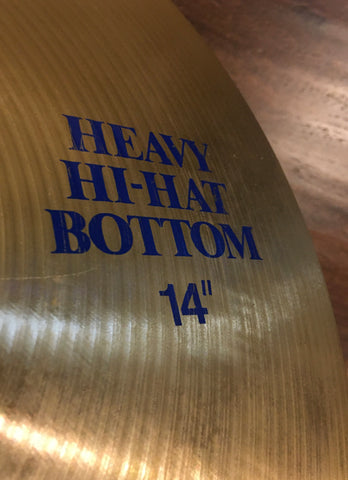 HEAVY
HI-HAT
BOTTOM
14"